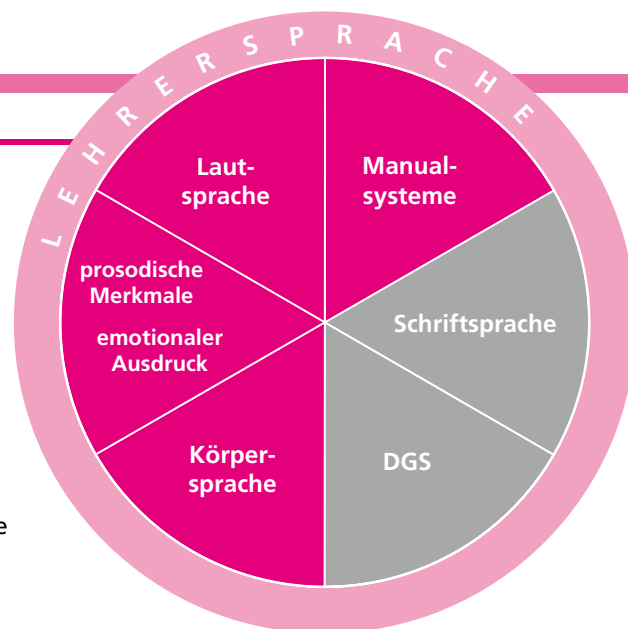 LEHRERSPRACHE
Laut-
sprache
Manual-
systeme
prosodische
Merkmale
emotionaler
Ausdruck
Schriftsprache
Körper-
sprache
DGS
e